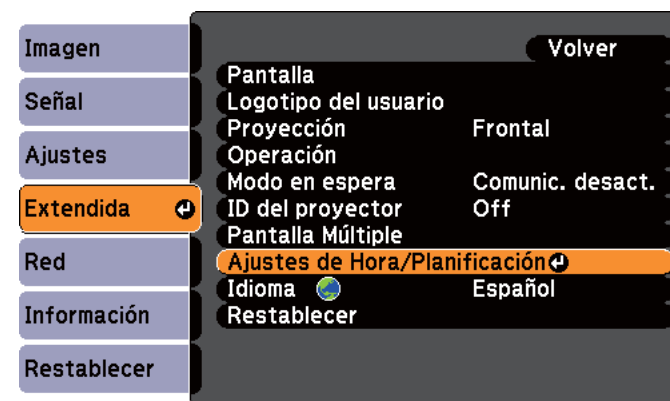 Imagen
Señal
Ajustes
Extendida
Red
Información
Restablecer
Volver
Pantalla
Logotipo del usuario
Proyección Frontal
Operación
Modo en espera Comunic. desact.
ID del proyector Off
Pantalla Múltiple
Ajustes de Hora/Planificación
Idioma Español
Restablecer